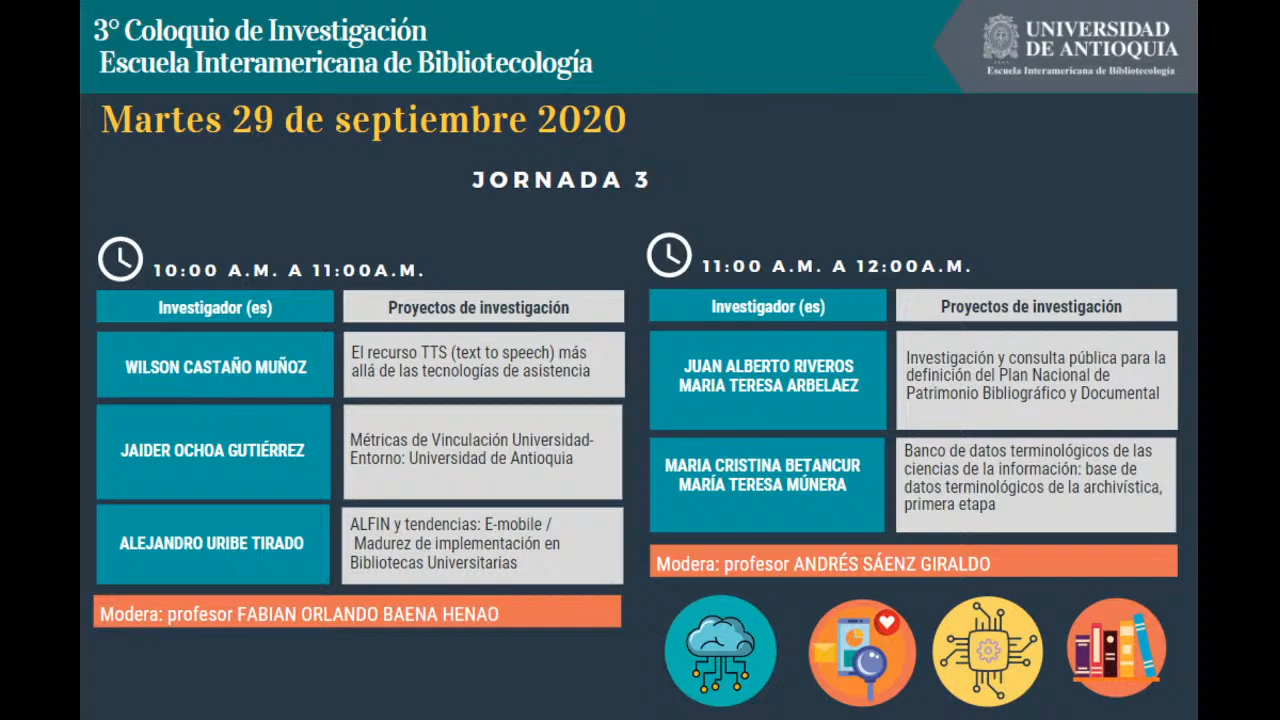 3° Coloquio de Investigación
Escuela Interamericana de Bibliotecología
UNIVERSIDAD
DE ANTIOQUIA
Escuela Interamericana de Bibliotecología
Martes 29 de septiembre 2020
JORNADA 3
10:00 A.M. A 11:00A.M.
Investigador (es)
Proyectos de investigación
WILSON CASTAÑO MUÑOZ
El recurso TTS (text to speech) más
allá de las tecnologías de asistencia
JAIDER OCHOA GUTIÉRREZ
Métricas de Vinculación Universidad-
Entorno: Universidad de Antioquia
ALEJANDRO URIBE TIRADO
ALFIN y tendencias: E-mobile /
Madurez de implementación en
Bibliotecas Universitarias
Modera: profesor FABIAN ORLANDO BAENA HENAO
11:00 A.M. A 12:00A.M.
Investigador (es)
Proyectos de investigación
JUAN ALBERTO RIVEROS
MARIA TERESA ARBELAEZ
Investigación y consulta pública para la
definición del Plan Nacional de
Patrimonio Bibliográfico y Documental
MARIA CRISTINA BETANCUR
MARÍA TERESA MÚNERA
Banco de datos terminológicos de las
ciencias de la información: base de
datos terminológicos de la archivística,
primera etapa
Modera: profesor ANDRÉS SÁENZ GIRALDO